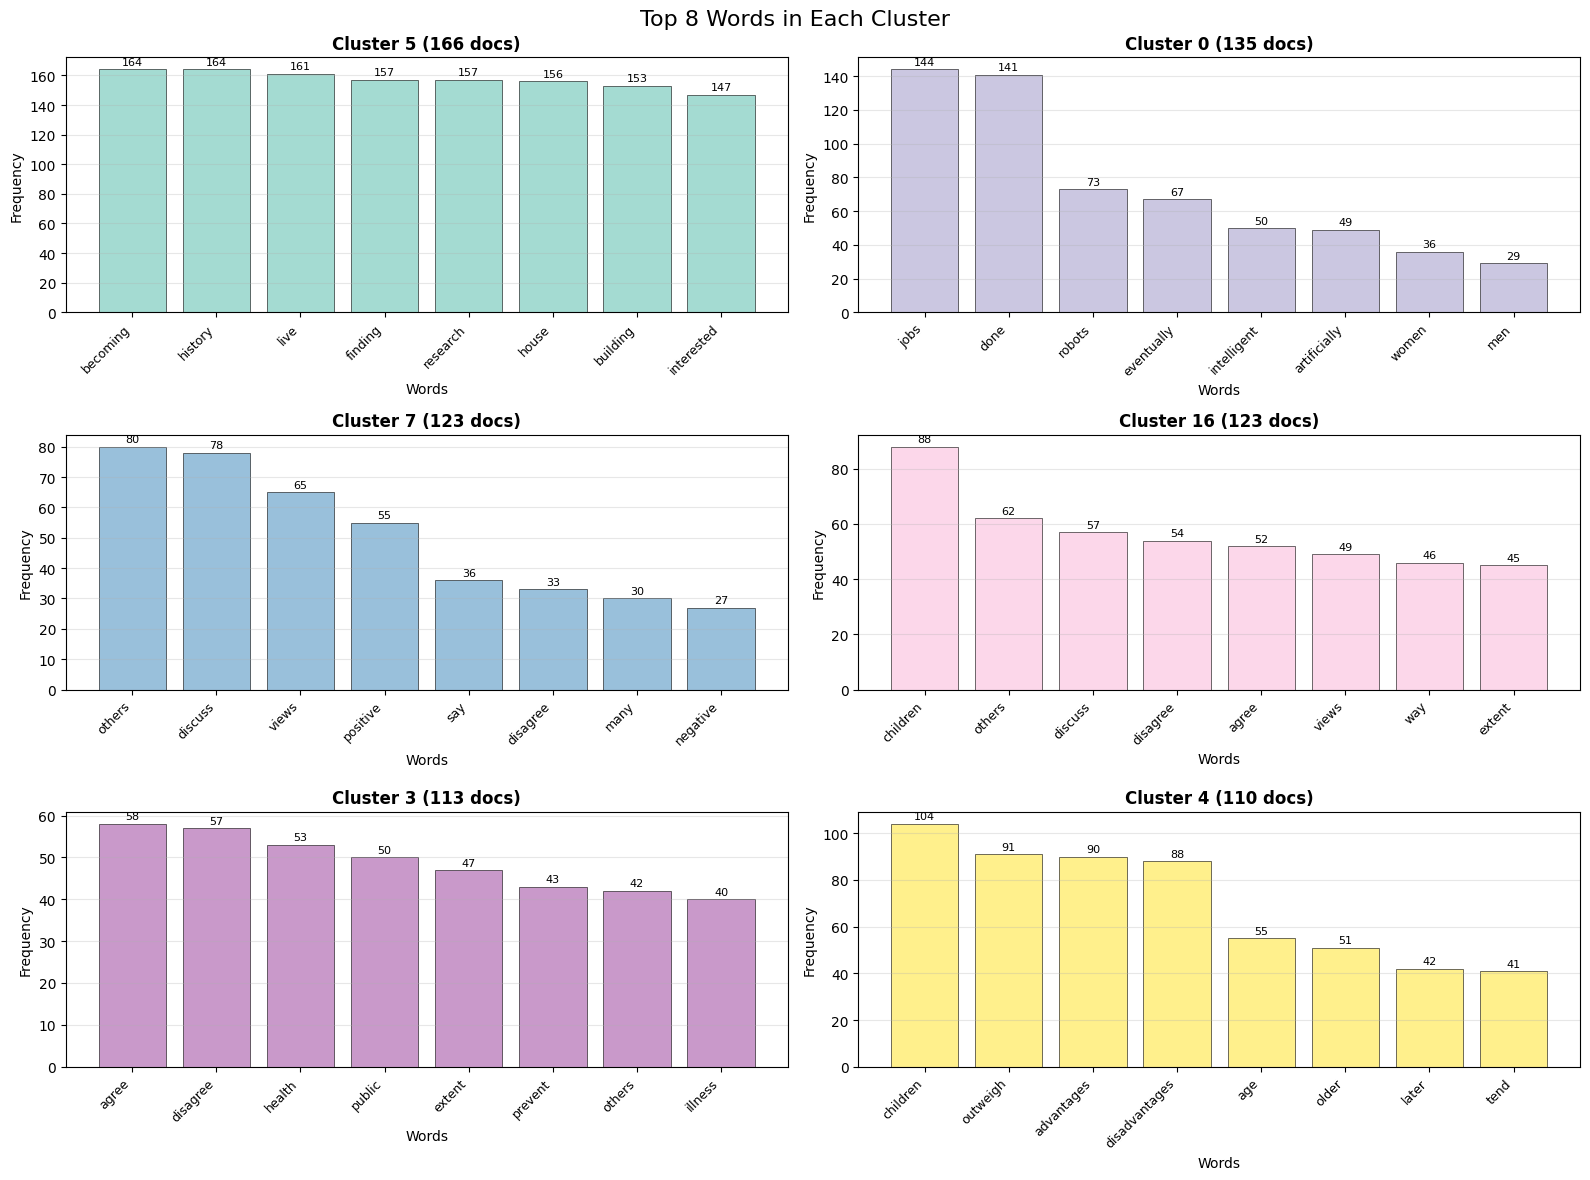 Top 8 Words in Each Cluster
Cluster 5 (166 docs)
Frequency
160
140
120
100
80
60
40
20
0
164 164 161 157 157 156 153 147
becoming history live finding research house building interested
Words
Cluster 0 (135 docs)
Frequency
140
120
100
80
60
40
20
0
144 141 73 67 50 49 36 29
jobs done robots eventually intelligent artificially women men
Words
Cluster 7 (123 docs)
Frequency
80
70
60
50
40
30
20
10
0
80 78 65 55 36 33 30 27
others discuss views positive say disagree many negative
Words
Cluster 16 (123 docs)
Frequency
80
60
40
20
0
88 62 57 54 52 49 46 45
children others discuss disagree agree views way extent
Words
Cluster 3 (113 docs)
Frequency
60
50
40
30
20
10
0
58 57 53 50 47 43 42 40
agree disagree health public extent prevent others illness
Words
Cluster 4 (110 docs)
Frequency
100
80
60
40
20
0
104 91 90 88 55 51 42 41
children outweigh advantages disadvantages age older later tend
Words